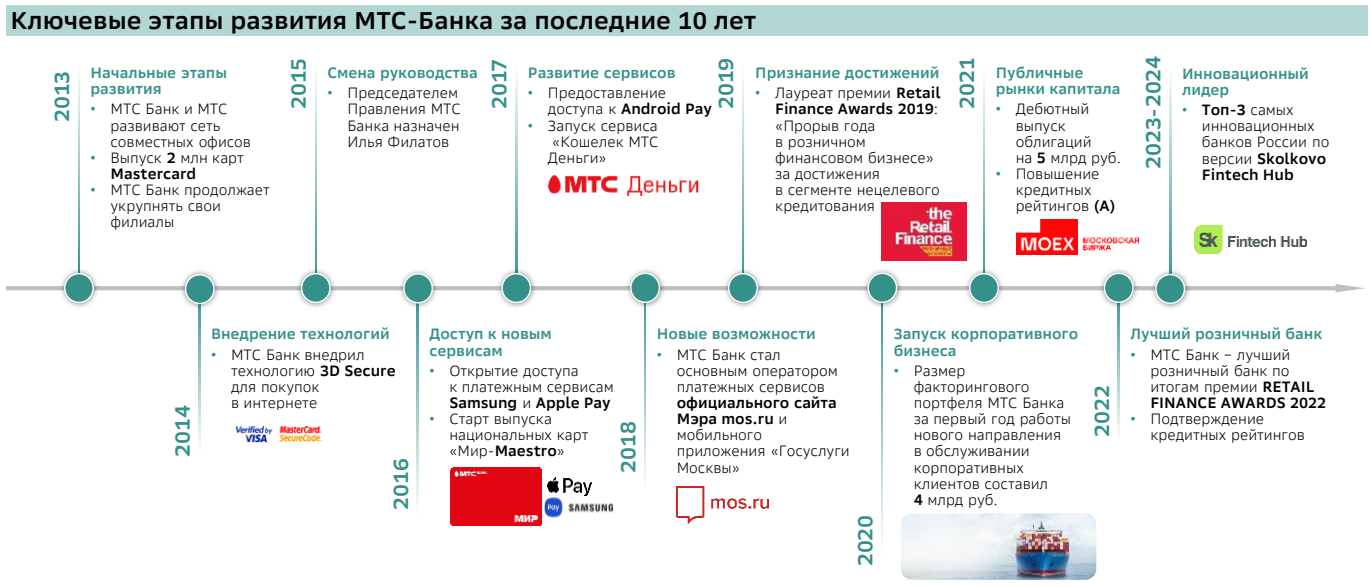 Ключевые этапы развития МТС-Банка за последние 10 лет
2013
Начальные этапы
развития
• МТС Банк и МТС
развивают сеть
совместных офисов
• Выпуск 2 млн карт
Mastercard
• МТС Банк продолжает
укрупнять свои
филиалы
2014
Внедрение технологий
• МТС Банк внедрил
технологию 3D Secure
для покупок
в интернете
Verified by
VISA
MasterCard.
SecureCode.
2015
Смена руководства
• Председателем
Правления МТС
Банка назначен
Илья Филатов
2016
Доступ к новым
сервисам
• Открытие доступа
к платежным сервисам
Samsung и Apple Pay
• Старт выпуска
национальных карт
«Мир-Maestro»
МТС
МИР
Pay
Pay SAMSUNG
2017
Развитие сервисов
• Предоставление
доступа к Android Pay
• Запуск сервиса
«Кошелек МТС
Деньги»
МТС Деньги
2018
Новые возможности
• МТС Банк стал
основным оператором
платежных сервисов
официального сайта
Мэра mos.ru и
мобильного
приложения «Госуслуги
Москвы»
mos.ru
2019
Признание достижений
• Лауреат премии Retail
Finance Awards 2019:
«Прорыв года
в розничном
финансовом бизнесе»
за достижения
в сегменте нецелевого
кредитования
the
Retail
Finance
2020
Запуск корпоративного
бизнеса
• Размер
факторингового
портфеля МТС Банка
за первый год работы
нового направления
в обслуживании
корпоративных
клиентов составил
4 млрд руб.
2021
Публичные
рынки капитала
• Дебютный
выпуск
облигаций
на 5 млрд руб.
• Повышение
кредитных
рейтингов (А)
MOEX
МОСКОВСКАЯ
БИРЖА
2022
Лучший розничный банк
• МТС Банк – лучший
розничный банк по
итогам премии RETAIL
FINANCE AWARDS 2022
• Подтверждение
кредитных рейтингов
2023-2024
Инновационный
лидер
• Топ-3 самых
инновационных
банков России по
версии Skolkovo
Fintech Hub
Sk Fintech Hub